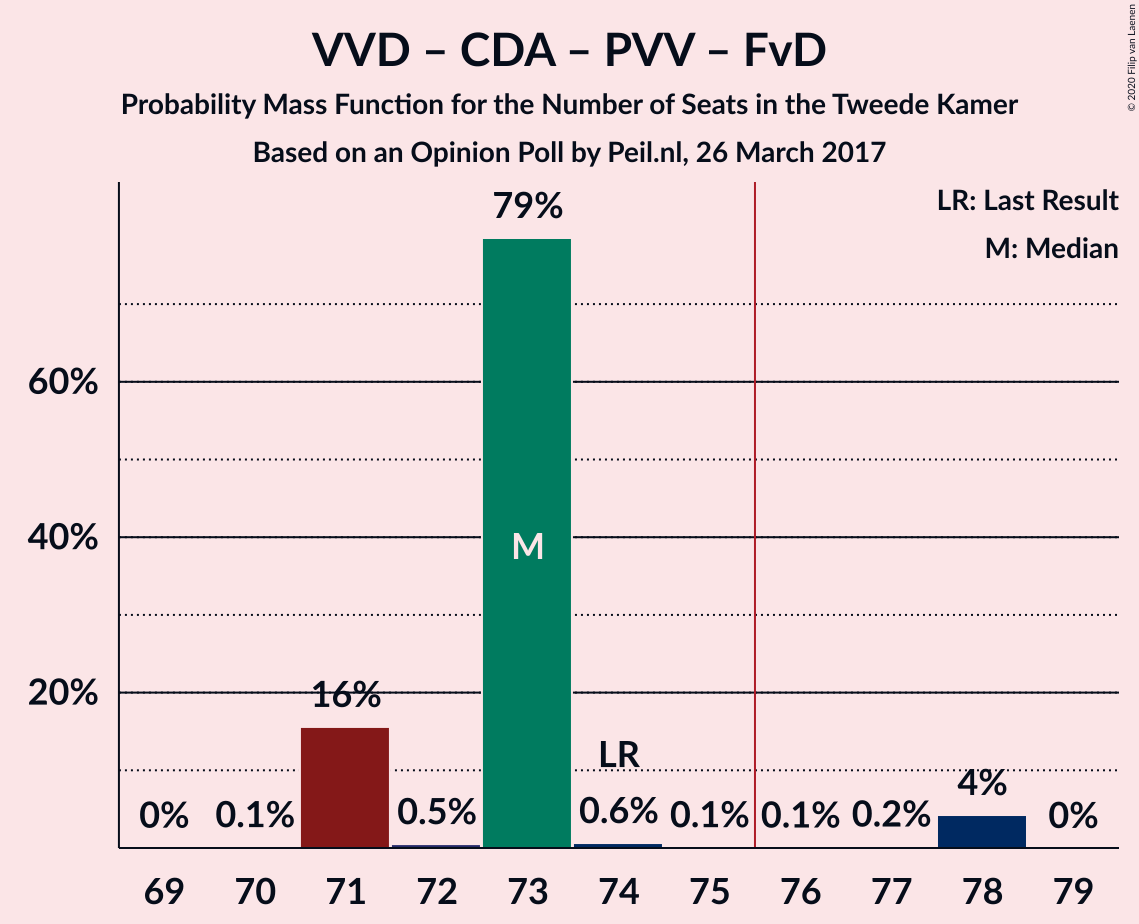 VVD – CDA – PVV – FvD
Probability Mass Function for the Number of Seats in the Tweede Kamer
Based on an Opinion Poll by Peil.nl, 26 March 2017
© 2020 Filip van Laenen
LR: Last Result
M: Median
60%
40%
20%
0%
0.1%
16%
0.5%
79%
M
LR
0.6%
0.1%
0.1%
0.2%
4%
0%
69 70 71 72 73 74 75 76 77 78 79